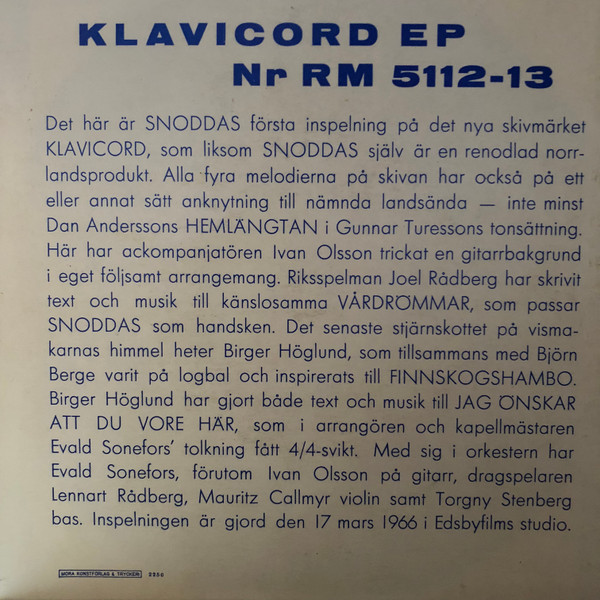 KLAVICORD EP
Nr RM 5112-13
Det här är SNODDAS första inspelning på det nya skivmärket
KLAVICORD, som liksom SNODDAS själv är en renodlad norr-
landsprodukt. Alla fyra melodierna på skivan har också på ett
eller annat sätt anknytning till nämnda landsända — inte minst
Dan Anderssons HEMLÄNGTAN i Gunnar Turessons tonsättning.
Här har ackompanjatören Ivan Olsson trickat en gitarrbakgrund
i eget följsamt arrangemang. Riksspelman Joel Rådberg har skrivit
text och musik till känslosamma VÅRDRÖMMAR, som passar
SNODDAS som handsken. Det senaste stjärnskottet på visma-
karnas himmel heter Birger Höglund, som tillsammans med Björn
Berge varit på logbal och inspirerats till FINNSKOGSHAMBO.
Birger Höglund har gjort både text och musik till JAG ÖNSKAR
ATT DU VORE HÄR, som i arrangören och kapellmästaren
Evald Sonefors' tolkning fått 4/4-svikt. Med sig i orkestern har
Evald Sonefors, förutom Ivan Olsson på gitarr, dragspelaren
Lennart Rådberg, Mauritz Callmyr violin samt Torgny Stenberg
bas. Inspelningen är gjord den 17 mars 1966 i Edsbyfilms studio.
MORA KUNSTFÖRLAG & TRYCKERI 2550